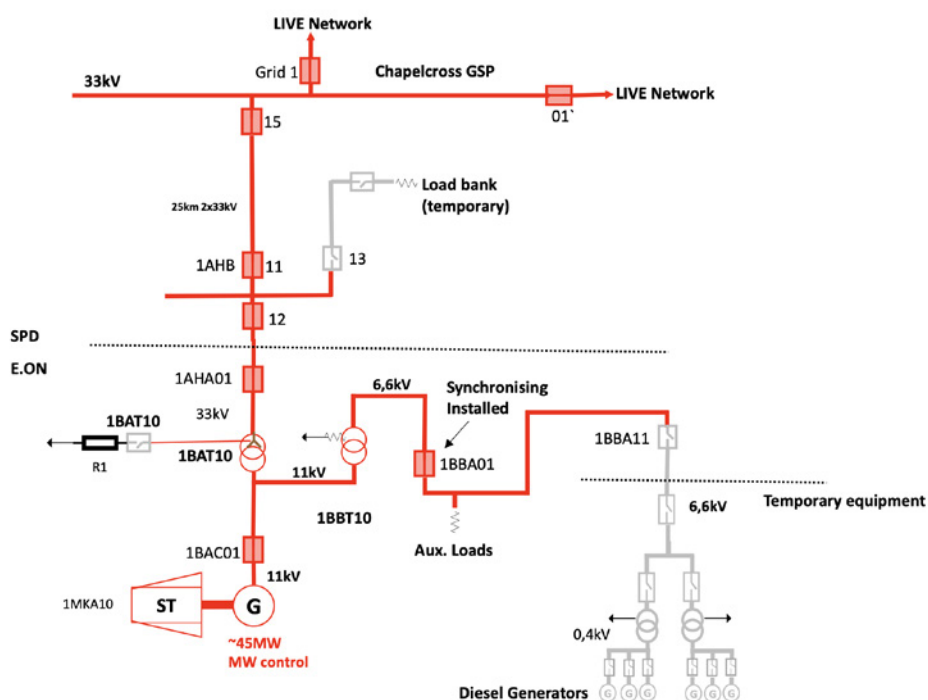 LIVE Network
Grid 1
Chapelcross GSP
33kV
LIVE Network
15
01`
25km 2x33kV
Load bank
(temporary)
1AHB
11
13
12
SPD
E.ON
1AHA01
33kV
6,6kV
Synchronising
Installed
1BAT10
R1
1BAT10
11kV
1BBA01
1BBA11
1BBT10
Temporary equipment
6,6kV
Aux. Loads
1BAC01
11kV
1MKA10
ST
G
~45MW
MW control
0,4kV
G G G G G G
Diesel Generators